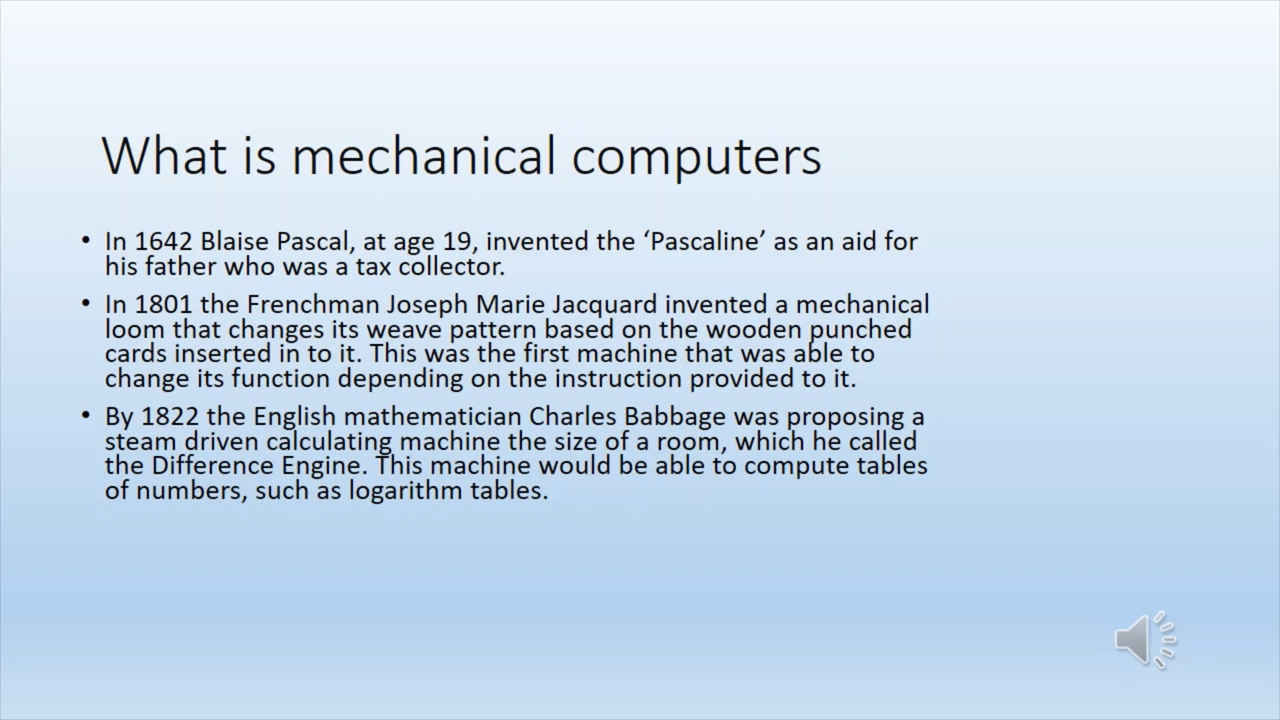 What is mechanical computers
• In 1642 Blaise Pascal, at age 19, invented the ‘Pascaline’ as an aid for
his father who was a tax collector.
• In 1801 the Frenchman Joseph Marie Jacquard invented a mechanical
loom that changes its weave pattern based on the wooden punched
cards inserted in to it. This was the first machine that was able to
change its function depending on the instruction provided to it.
• By 1822 the English mathematician Charles Babbage was proposing a
steam driven calculating machine the size of a room, which he called
the Difference Engine. This machine would be able to compute tables
of numbers, such as logarithm tables.